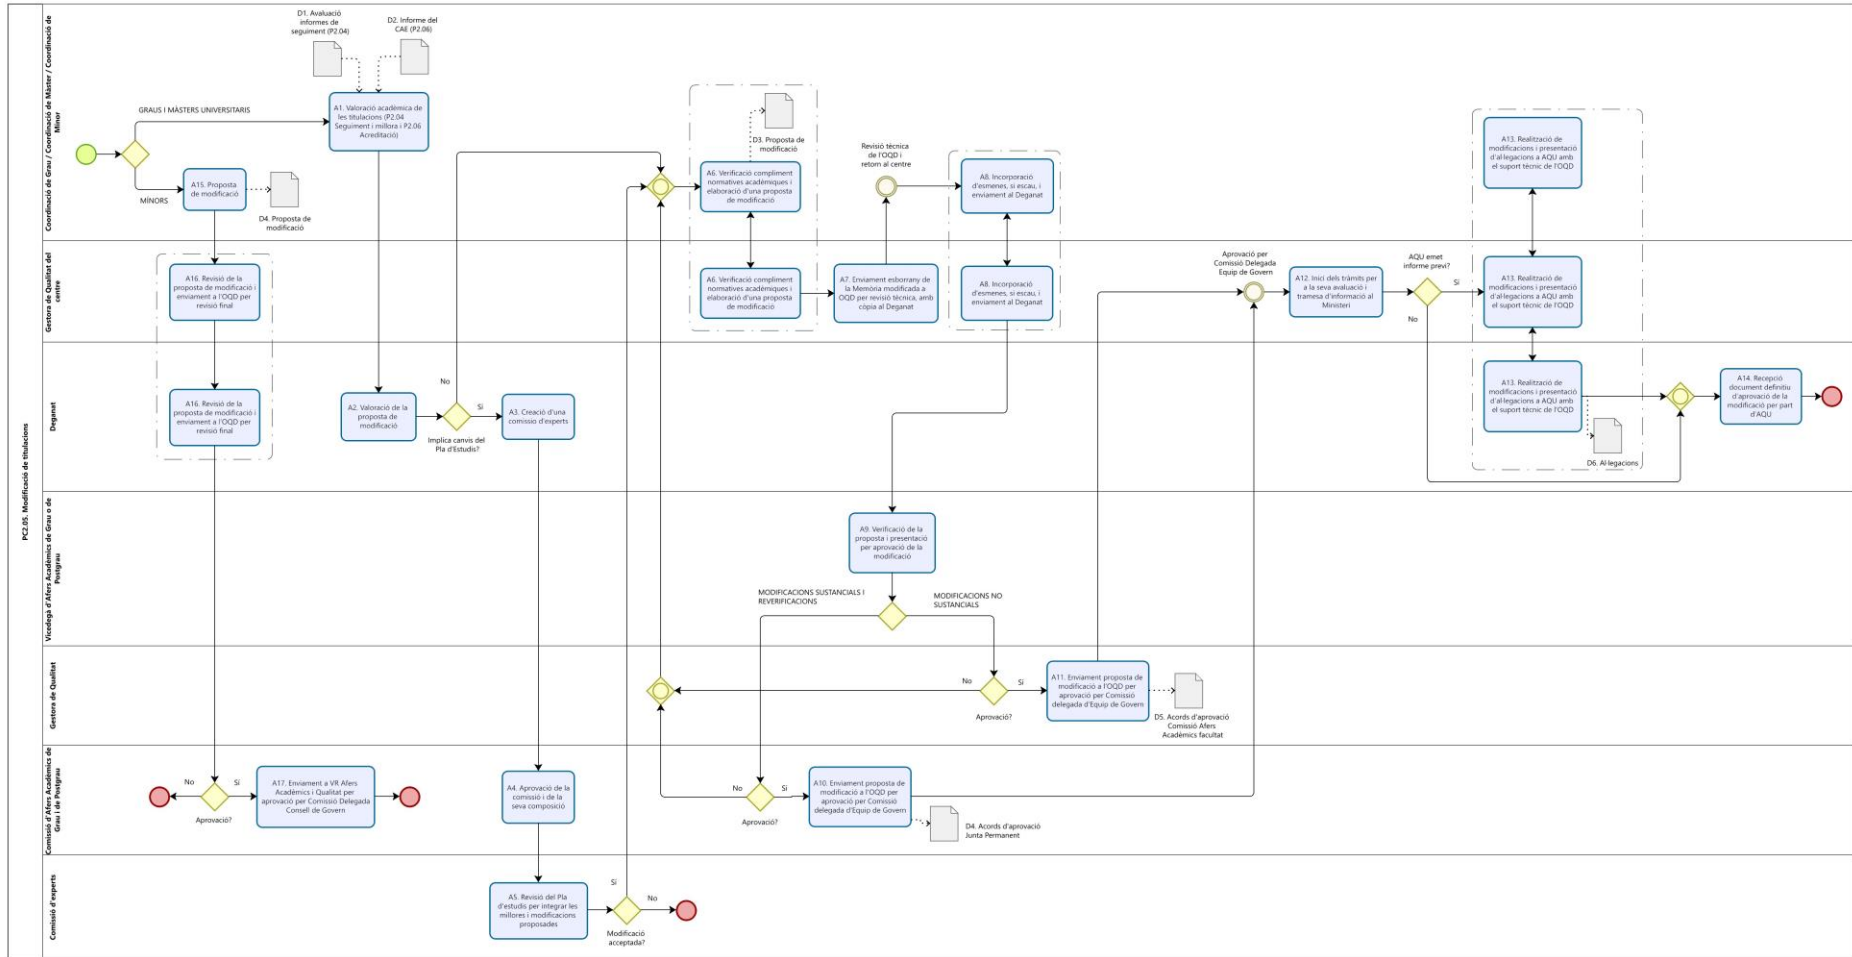 PC2.05. Modificació de titulacions
Coordinació de Grau / Coordinació de Màster / Coordinació de
Mínor
D1. Avaluació
informes de
seguiment (P2.04)
D2. Informe del
CAE (P2.06)
GRAUS I MÀSTERS UNIVERSITARIS
A1. Valoració acadèmica de
les titulacions (P2.04
Seguiment i millora i P2.06
Acreditació)
MÍNORS
A15. Proposta
de modificació
D4. Proposta de
modificació
D3. Proposta de
modificació
A6. Verificació compliment
normatives acadèmiques i
elaboració d'una proposta
de modificació
Revisió tècnica
de l'OQD i
retorn al centre
A8. Incorporació
d'esmenes, si escau, i
enviament al Deganat
A13. Realització de
modificacions i presentació
d'al·legacions a AQU amb
el suport tècnic de l'OQD
Gestora de Qualitat del
centre
A16. Revisió de la
proposta de modificació i
enviament a l'OQD per
revisió final
A6. Verificació compliment
normatives acadèmiques i
elaboració d'una proposta
de modificació
A7. Enviament esborrany de
la Memòria modificada a
OQD per revisió tècnica, amb
còpia al Deganat
A8. Incorporació
d'esmenes, si escau, i
enviament al Deganat
Aprovació per
Comissió Delegada
Equip de Govern
A12. Inici dels tràmits per
a la seva avaluació i
tramesa d'informació al
Ministeri
AQU emet
informe previ?
Sí
No
A13. Realització de
modificacions i presentació
d'al·legacions a AQU amb
el suport tècnic de l'OQD
Deganat
A16. Revisió de la
proposta de modificació i
enviament a l'OQD per
revisió final
A2. Valoració de la
proposta de
modificació
No
Sí
Implica canvis del
Pla d'Estudis?
A3. Creació d'una
comissio d'experts
A13. Realització de
modificacions i presentació
d'al·legacions a AQU amb
el suport tècnic de l'OQD
D6. Al·legacions
A14. Recepció
document definitiu
d'aprovació de la
modificació per part
d'AQU
Vicedegà d'Afers Acadèmics de Grau o de
Postgrau
A9. Verificació de la
proposta i presentació
per aprovació de la
modificació
MODIFICACIONS SUSTANCIALS I
REVERIFICACIONS
MODIFICACIONS NO
SUSTANCIALS
Gestora de Qualitat
No
Sí
Aprovació?
A11. Enviament proposta de
modificació a l'OQD per
aprovació per Comissió
delegada d'Equip de Govern
D5. Acords d'aprovació
Comissió Afers
Acadèmics facultat
Comissió d'Afers Acadèmics de
Grau i de Postgrau
No
Sí
Aprovació?
A17. Enviament a VR Afers
Acadèmics i Qualitat per
aprovació per Comissió Delegada
Consell de Govern
A4. Aprovació de la
comissió i de la
seva composició
No
Sí
Aprovació?
A10. Enviament proposta de
modificació a l'OQD per
aprovació per Comissió
delegada d'Equip de Govern
D4. Acords d'aprovació
Junta Permanent
Comissió d'experts
A5. Revisió del Pla
d'estudis per integrar les
millores i modificacions
proposades
Sí
No
Modificació
acceptada?